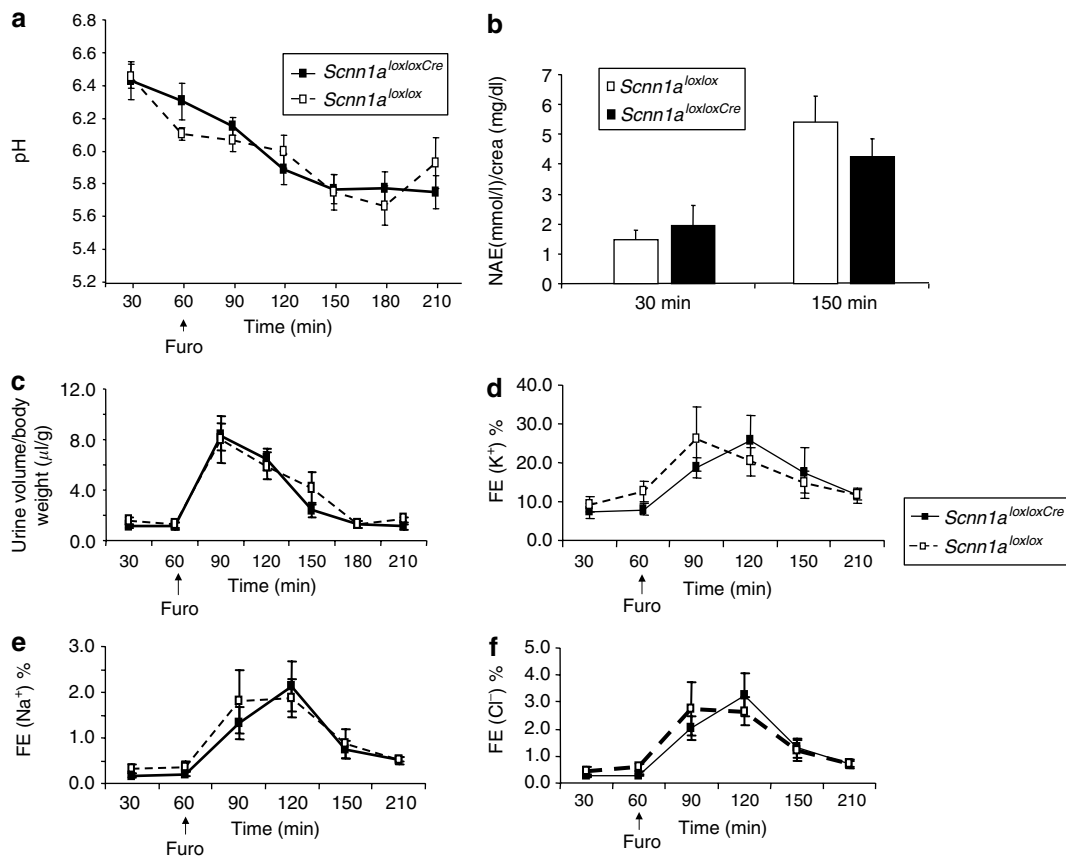 a
6.8
6.4
6.0
5.8
5.6
5.2
pH
Scnn1a^loxloxCre
Scnn1a^loxlox
30 60 90 120 150 180 210
Time (min)
Furo
b
7
6
5
4
3
2
1
0
NAE(mmol/l)/crea (mg/dl)
Scnn1a^loxlox
Scnn1a^loxloxCre
30 min 150 min
c
12.0
8.0
4.0
0.0
Urine volume/body
weight (µl/g)
30 60 90 120 150 180 210
Time (min)
Furo
d
40.0
30.0
20.0
10.0
0.0
FE (K⁺) %
30 60 90 120 150 210
Time (min)
Furo
Scnn1a^loxloxCre
Scnn1a^loxlox
e
3.0
2.0
1.0
0.0
FE (Na⁺) %
30 60 90 120 150 210
Time (min)
Furo
f
5.0
4.0
3.0
2.0
1.0
0.0
FE (Cl⁻) %
30 60 90 120 150 210
Time (min)
Furo